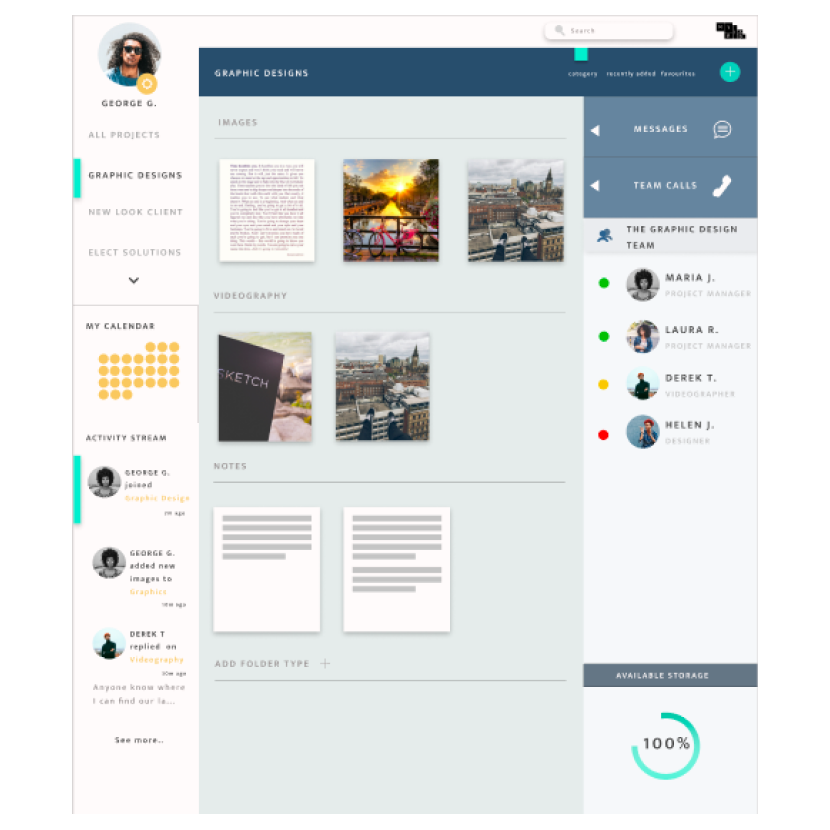 Search
GEORGE G.
ALL PROJECTS
GRAPHIC DESIGNS
NEW LOOK CLIENT
ELECT SOLUTIONS
MY CALENDAR
ACTIVITY STREAM
GEORGE G.
joined
Graphic Design
GEORGE G.
added new
images to
Graphics
10m ago
DEREK T
replied on
Videography
30m ago
Anyone know where
I can find our la...
See more..
GRAPHIC DESIGNS
category recently added favourites
IMAGES
VIDEOGRAPHY
SKETCH
NOTES
ADD FOLDER TYPE
MESSAGES
TEAM CALLS
THE GRAPHIC DESIGN
TEAM
MARIA J.
PROJECT MANAGER
LAURA R.
PROJECT MANAGER
DEREK T.
VIDEOGRAPHER
HELEN J.
DESIGNER
AVAILABLE STORAGE
100%